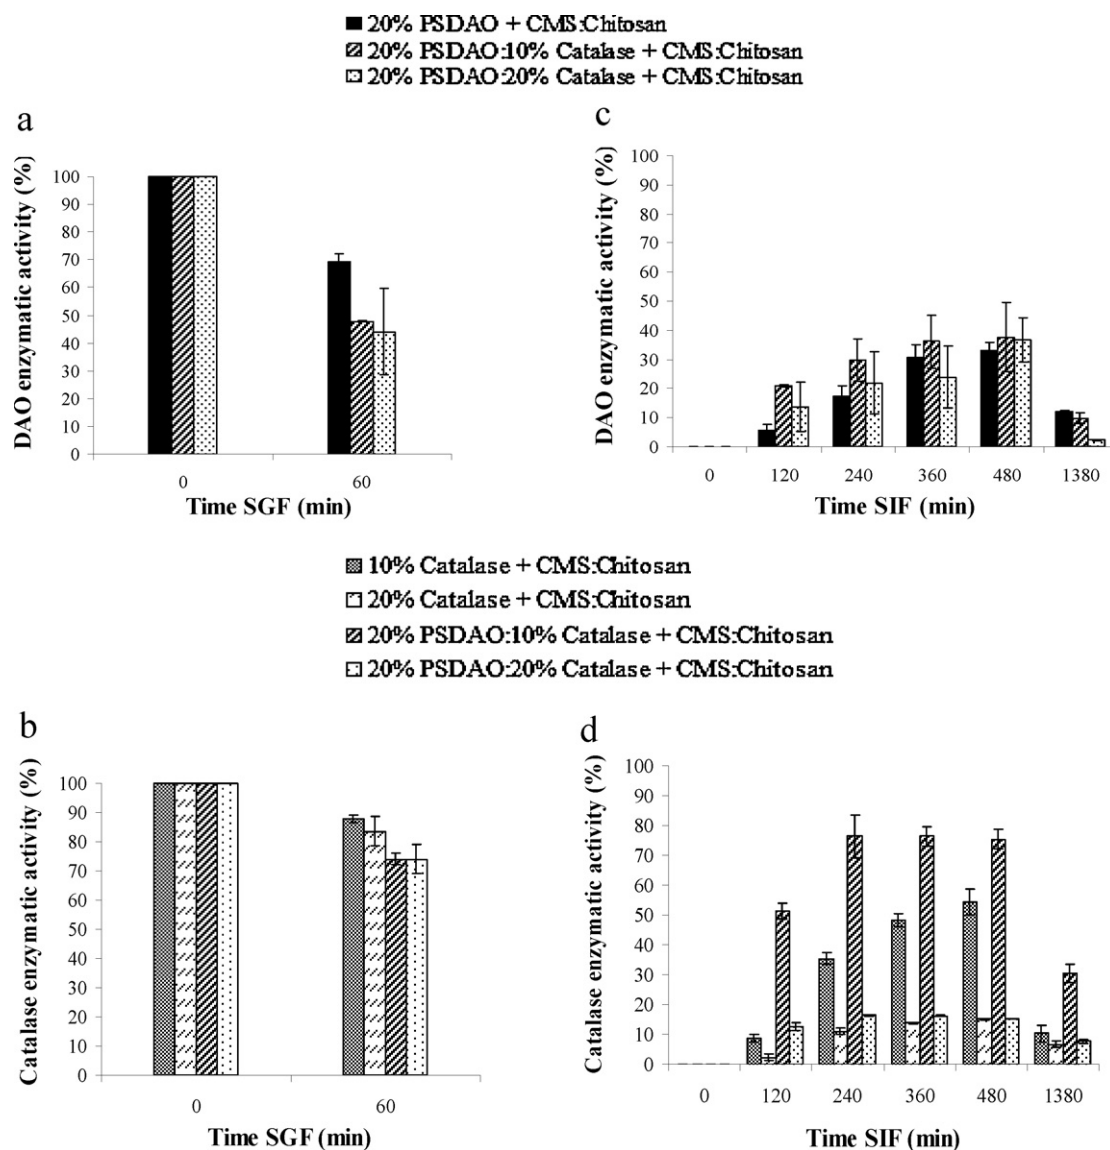 20% PSDAO + CMS:Chitosan
20% PSDAO:10% Catalase + CMS:Chitosan
20% PSDAO:20% Catalase + CMS:Chitosan
a
DAO enzymatic activity (%)
100
90
80
70
60
50
40
30
20
10
0
0 60
Time SGF (min)
c
DAO enzymatic activity (%)
100
90
80
70
60
50
40
30
20
10
0
0 120 240 360 480 1380
Time SIF (min)
10% Catalase + CMS:Chitosan
20% Catalase + CMS:Chitosan
20% PSDAO:10% Catalase + CMS:Chitosan
20% PSDAO:20% Catalase + CMS:Chitosan
b
Catalase enzymatic activity (%)
100
90
80
70
60
50
40
30
20
10
0
0 60
Time SGF (min)
d
Catalase enzymatic activity (%)
100
90
80
70
60
50
40
30
20
10
0
0 120 240 360 480 1380
Time SIF (min)